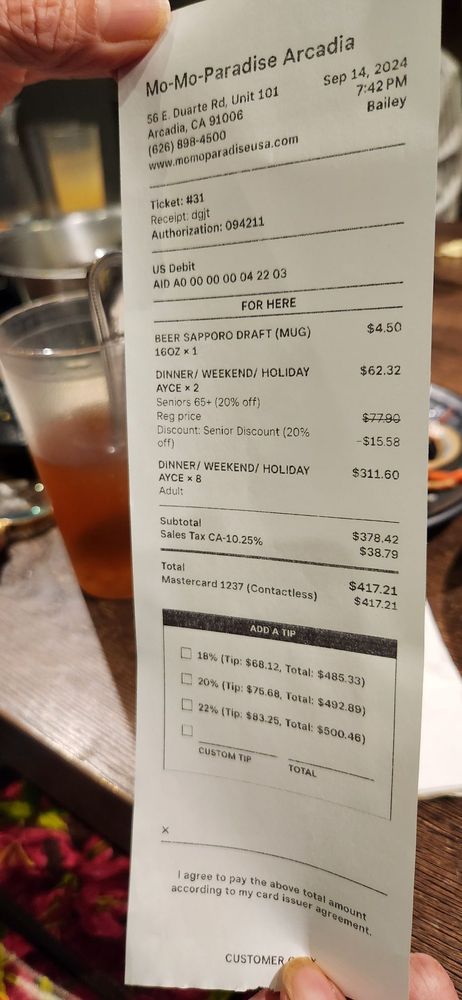 Mo-Mo-Paradise Arcadia
56 E. Duarte Rd, Unit 101
Arcadia, CA 91006
(626) 898-4500
www.momoparadiseusa.com
Sep 14, 2024
7:42 PM
Bailey
Ticket: #31
Receipt: dgjt
Authorization: 094211
US Debit
AID A0 00 00 00 04 22 03
FOR HERE
BEER SAPPORO DRAFT (MUG) $4.50
16OZ × 1
DINNER/ WEEKEND/ HOLIDAY $62.32
AYCE × 2
Seniors 65+ (20% off)
Reg price $77.90
Discount: Senior Discount (20% -$15.58
off)
DINNER/ WEEKEND/ HOLIDAY $311.60
AYCE × 8
Adult
Subtotal $378.42
Sales Tax CA-10.25% $38.79
Total $417.21
Mastercard 1237 (Contactless) $417.21
ADD A TIP
18% (Tip: $68.12, Total: $485.33)
20% (Tip: $75.68, Total: $492.89)
22% (Tip: $83.25, Total: $500.46)
CUSTOM TIP TOTAL
×
I agree to pay the above total amount
according to my card issuer agreement.
CUSTOMER